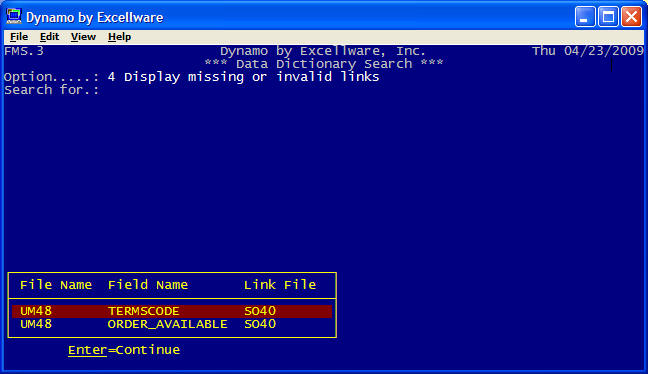 Dynamo by Excellware
File Edit View Help
FMS.3 Dynamo by Excellware, Inc. Thu 04/23/2009
*** Data Dictionary Search ***
Option.....: 4 Display missing or invalid links
Search for.:
File Name Field Name Link File
UM48 TERMSCODE SO40
UM48 ORDER_AVAILABLE SO40
Enter=Continue